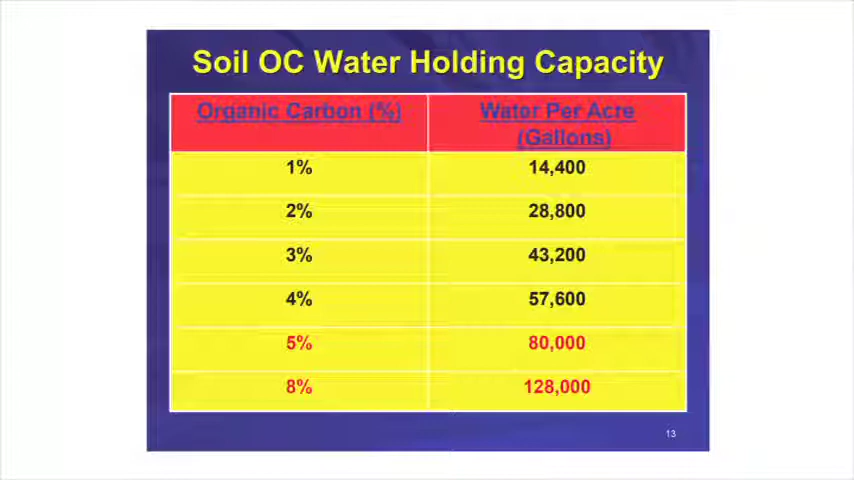 Soil OC Water Holding Capacity
Organic Carbon (%)
Water Per Acre
(Gallons)
1% 14,400
2% 28,800
3% 43,200
4% 57,600
5% 80,000
8% 128,000
13